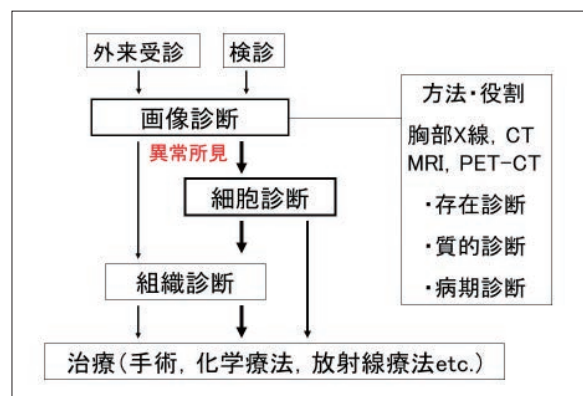 外来受診
検診
画像診断
異常所見
細胞診断
組織診断
治療(手術, 化学療法, 放射線療法etc.)
方法・役割
胸部X線, CT
MRI, PET-CT
・存在診断
・質的診断
・病期診断